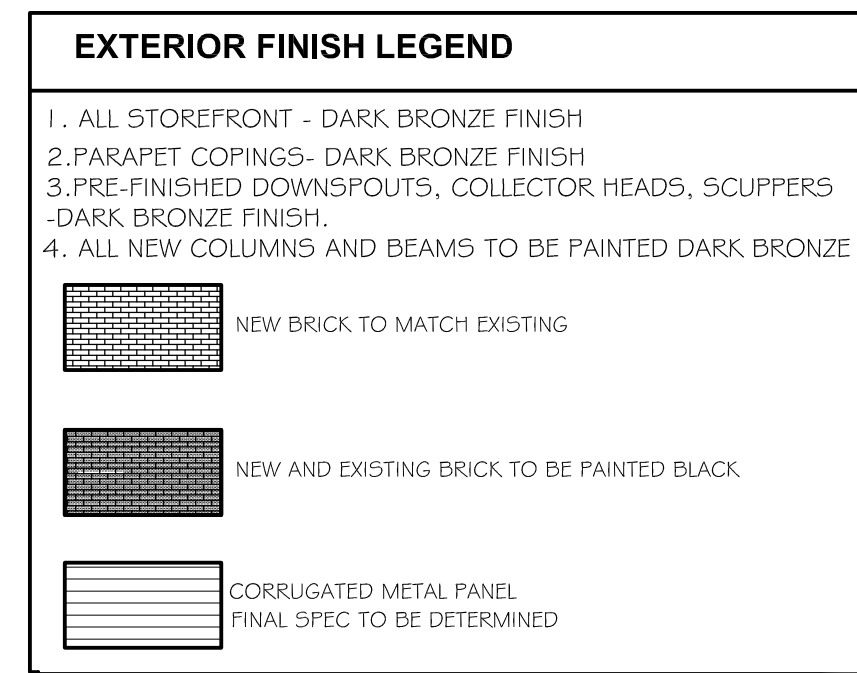 EXTERIOR FINISH LEGEND
1. ALL STOREFRONT - DARK BRONZE FINISH
2.PARAPET COPINGS- DARK BRONZE FINISH
3.PRE-FINISHED DOWNSPOUTS, COLLECTOR HEADS, SCUPPERS
-DARK BRONZE FINISH.
4. ALL NEW COLUMNS AND BEAMS TO BE PAINTED DARK BRONZE
NEW BRICK TO MATCH EXISTING
NEW AND EXISTING BRICK TO BE PAINTED BLACK
CORRUGATED METAL PANEL
FINAL SPEC TO BE DETERMINED